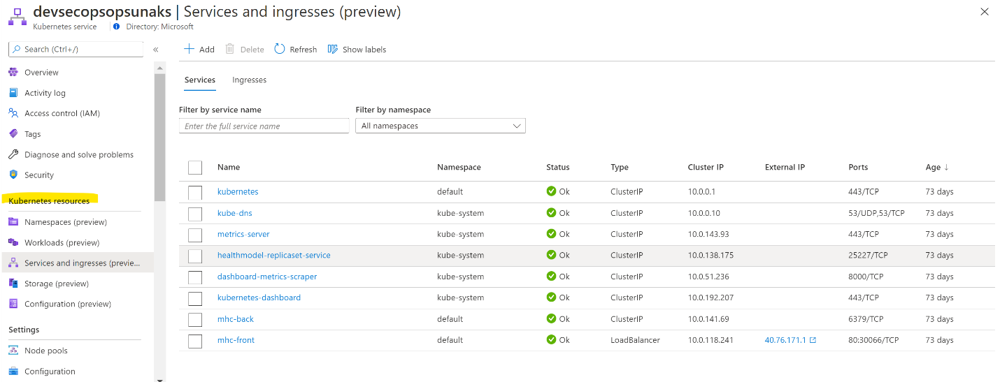 devsecopsopsunaks | Services and ingresses (preview)
Kubernetes service Directory: Microsoft
Search (Ctrl+/)
Overview
Activity log
Access control (IAM)
Tags
Diagnose and solve problems
Security
Kubernetes resources
Namespaces (preview)
Workloads (preview)
Services and ingresses (previe...
Storage (preview)
Configuration (preview)
Settings
Node pools
Configuration
Add Delete Refresh Show labels
Services Ingresses
Filter by service name Filter by namespace
Enter the full service name All namespaces
Name Namespace Status Type Cluster IP External IP Ports Age ↓
kubernetes default Ok ClusterIP 10.0.0.1 443/TCP 73 days
kube-dns kube-system Ok ClusterIP 10.0.0.10 53/UDP,53/TCP 73 days
metrics-server kube-system Ok ClusterIP 10.0.143.93 443/TCP 73 days
healthmodel-replicaset-service kube-system Ok ClusterIP 10.0.138.175 25227/TCP 73 days
dashboard-metrics-scraper kube-system Ok ClusterIP 10.0.51.236 8000/TCP 73 days
kubernetes-dashboard kube-system Ok ClusterIP 10.0.192.207 443/TCP 73 days
mhc-back default Ok ClusterIP 10.0.141.69 6379/TCP 73 days
mhc-front default Ok LoadBalancer 10.0.118.241 40.76.171.1 80:30066/TCP 73 days